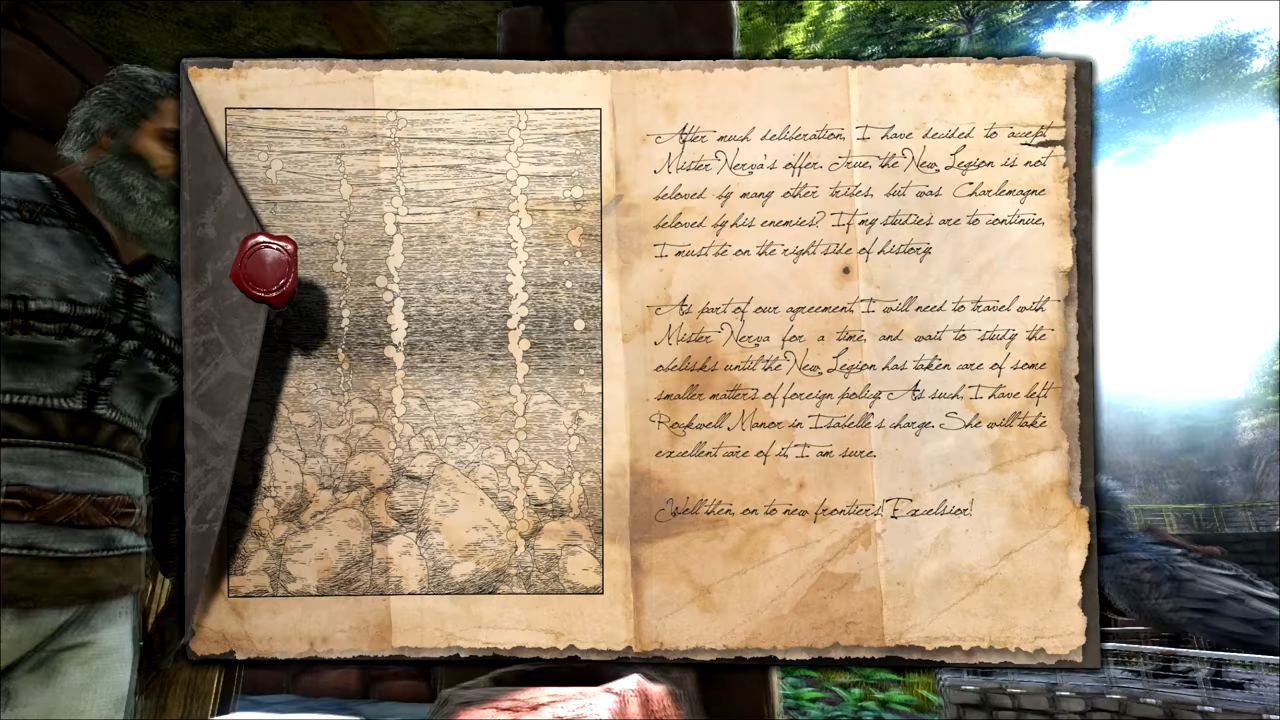 After much deliberation, I have decided to accept
Mister Nerva's offer. True, the New Legion is not
beloved by many other tribes, but was Charlemagne
beloved by his enemies? If my studies are to continue,
I must be on the right side of history.
As part of our agreement, I will need to travel with
Mister Nerva for a time, and wait to study the
obelisks until the New Legion has taken care of some
smaller matters of foreign policy. As such, I have left
Rockwell Manor in Isabelle's charge. She will take
excellent care of it, I am sure.
Well then, on to new frontiers! Excelsior!